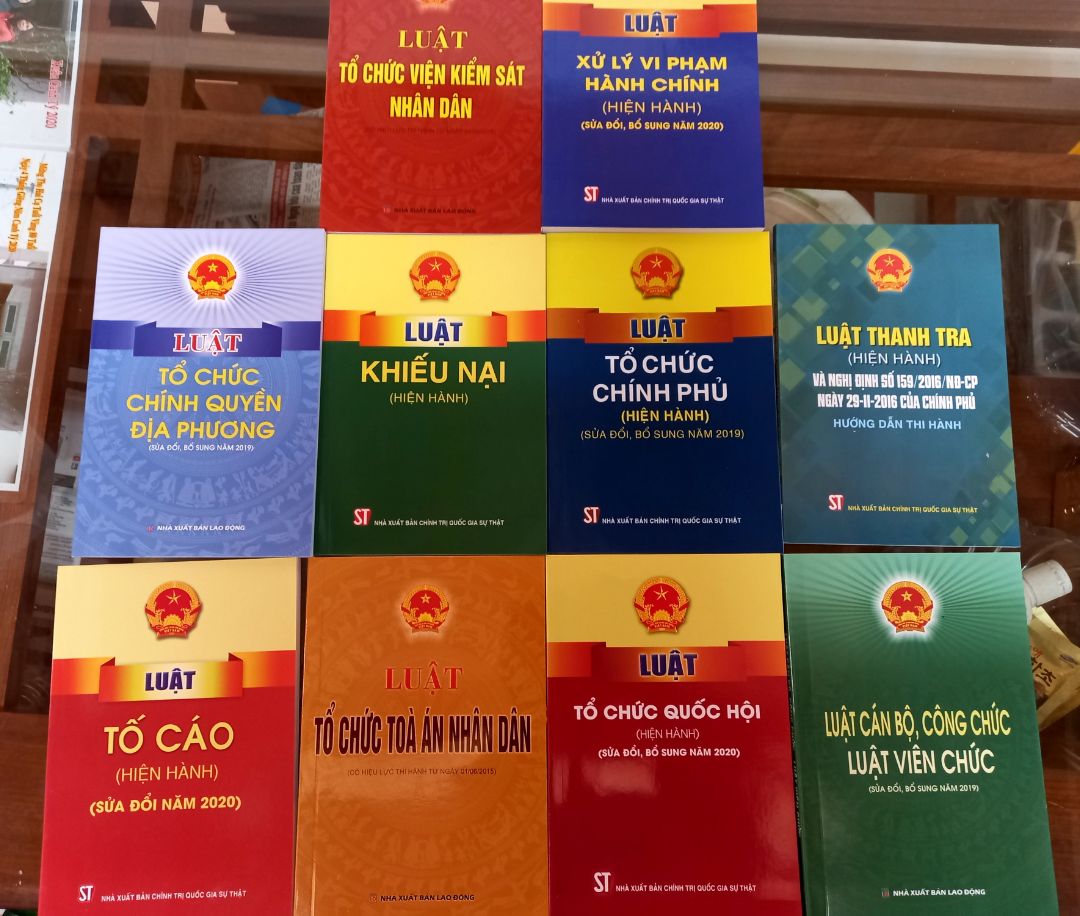 LUẬT
TỔ CHỨC VIỆN KIỂM SÁT
NHÂN DÂN
NHÀ XUẤT BẢN LAO ĐỘNG
LUẬT
XỬ LÝ VI PHẠM
HÀNH CHÍNH
(HIỆN HÀNH)
(SỬA ĐỔI, BỔ SUNG NĂM 2020)
ST NHÀ XUẤT BẢN CHÍNH TRỊ QUỐC GIA SỰ THẬT
LUẬT
TỔ CHỨC
CHÍNH QUYỀN
ĐỊA PHƯƠNG
(SỬA ĐỔI, BỔ SUNG NĂM 2019)
NHÀ XUẤT BẢN LAO ĐỘNG
LUẬT
KHIẾU NẠI
(HIỆN HÀNH)
ST NHÀ XUẤT BẢN CHÍNH TRỊ QUỐC GIA SỰ THẬT
LUẬT
TỔ CHỨC
CHÍNH PHỦ
(HIỆN HÀNH)
(SỬA ĐỔI, BỔ SUNG NĂM 2019)
ST NHÀ XUẤT BẢN CHÍNH TRỊ QUỐC GIA SỰ THẬT
LUẬT THANH TRA
(HIỆN HÀNH)
VÀ NGHỊ ĐỊNH SỐ 159/2016/NĐ-CP
NGÀY 29-11-2016 CỦA CHÍNH PHỦ
HƯỚNG DẪN THI HÀNH
ST NHÀ XUẤT BẢN CHÍNH TRỊ QUỐC GIA SỰ THẬT
LUẬT
TỐ CÁO
(HIỆN HÀNH)
(SỬA ĐỔI NĂM 2020)
ST NHÀ XUẤT BẢN CHÍNH TRỊ QUỐC GIA SỰ THẬT
LUẬT
TỔ CHỨC TOÀ ÁN NHÂN DÂN
(CÓ HIỆU LỰC THI HÀNH TỪ NGÀY 01/06/2015)
NHÀ XUẤT BẢN LAO ĐỘNG
LUẬT
TỔ CHỨC QUỐC HỘI
(HIỆN HÀNH)
(SỬA ĐỔI, BỔ SUNG NĂM 2020)
ST NHÀ XUẤT BẢN CHÍNH TRỊ QUỐC GIA SỰ THẬT
LUẬT CÁN BỘ, CÔNG CHỨC
LUẬT VIÊN CHỨC
(SỬA ĐỔI, BỔ SUNG NĂM 2019)
NHÀ XUẤT BẢN LAO ĐỘNG